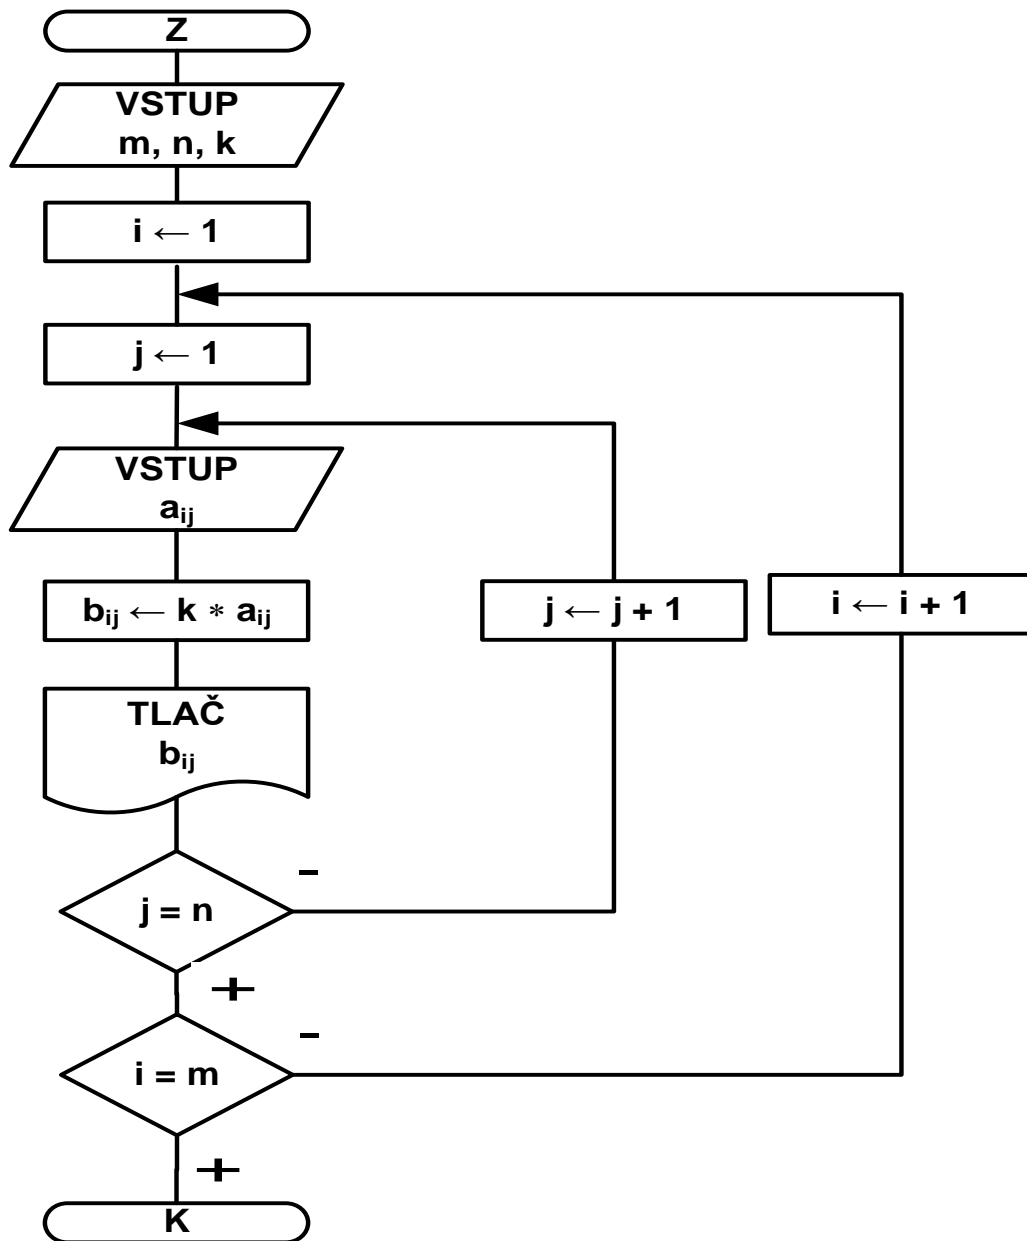 Z
VSTUP
m, n, k
i ← 1
j ← 1
VSTUP
aij
bij ← k * aij
j ← j + 1
i ← i + 1
TLAČ
bij
–
j = n
+
–
i = m
+
K